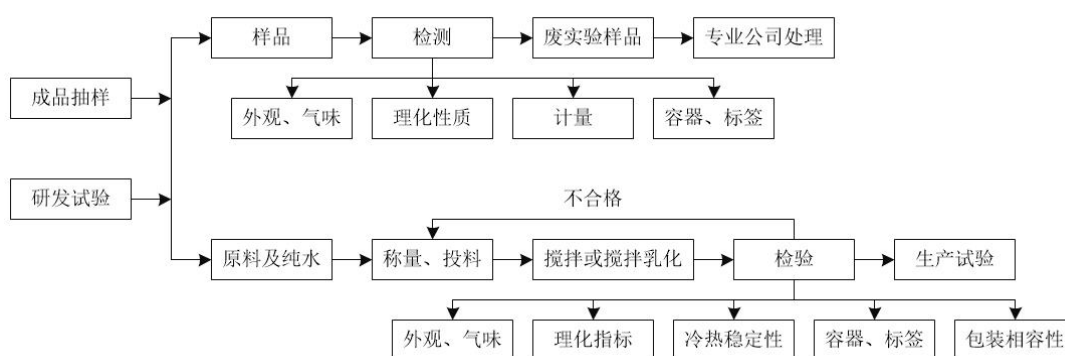 样品
检测
废实验样品
专业公司处理
成品抽样
外观、气味
理化性质
计量
容器、标签
研发试验
不合格
原料及纯水
称量、投料
搅拌或搅拌乳化
检验
生产试验
外观、气味
理化指标
冷热稳定性
容器、标签
包装相容性